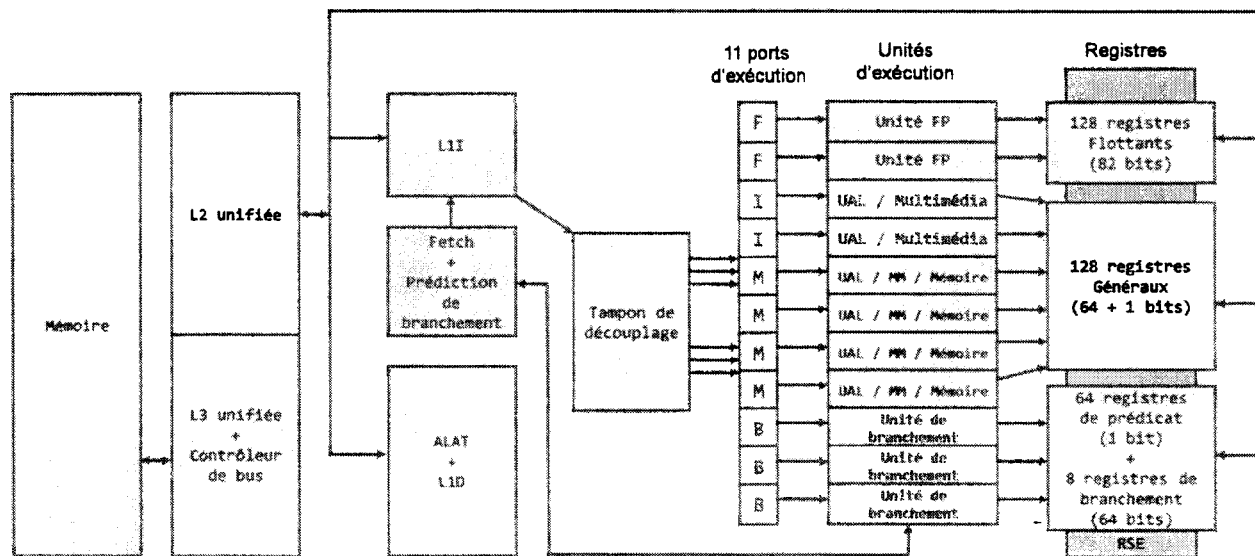 11 ports
d'exécution
Unités
d'exécution
Registres
Mémoire
L2 unifiée
L3 unifiée
+
Contrôleur
de bus
L1I
Fetch
+
Prédiction
de
branchement
ALAT
+
L1D
Tampon de
découplage
F
F
I
I
M
M
M
M
B
B
B
Unité FP
Unité FP
UAL / Multimédia
UAL / Multimédia
UAL / MM / Mémoire
UAL / MM / Mémoire
UAL / MM / Mémoire
UAL / MM / Mémoire
Unité de
branchement
Unité de
branchement
Unité de
branchement
128 registres
Flottants
(82 bits)
128 registres
Généraux
(64 + 1 bits)
64 registres
de prédicat
(1 bit)
+
8 registres de
branchement
(64 bits)
RSE